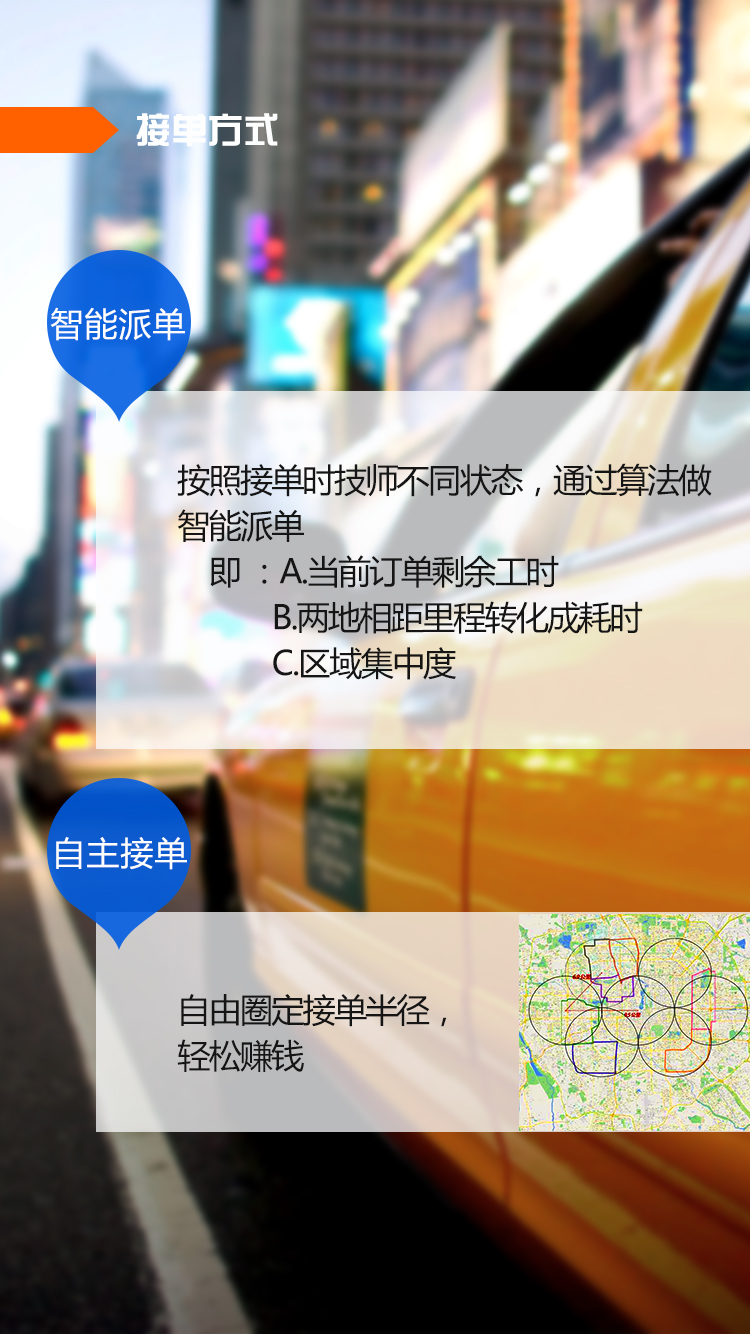 接单方式
智能派单
按照接单时技师不同状态，通过算法做
智能派单
即 ：A.当前订单剩余工时
B.两地相距里程转化成耗时
C.区域集中度
自主接单
自由圈定接单半径，
轻松赚钱